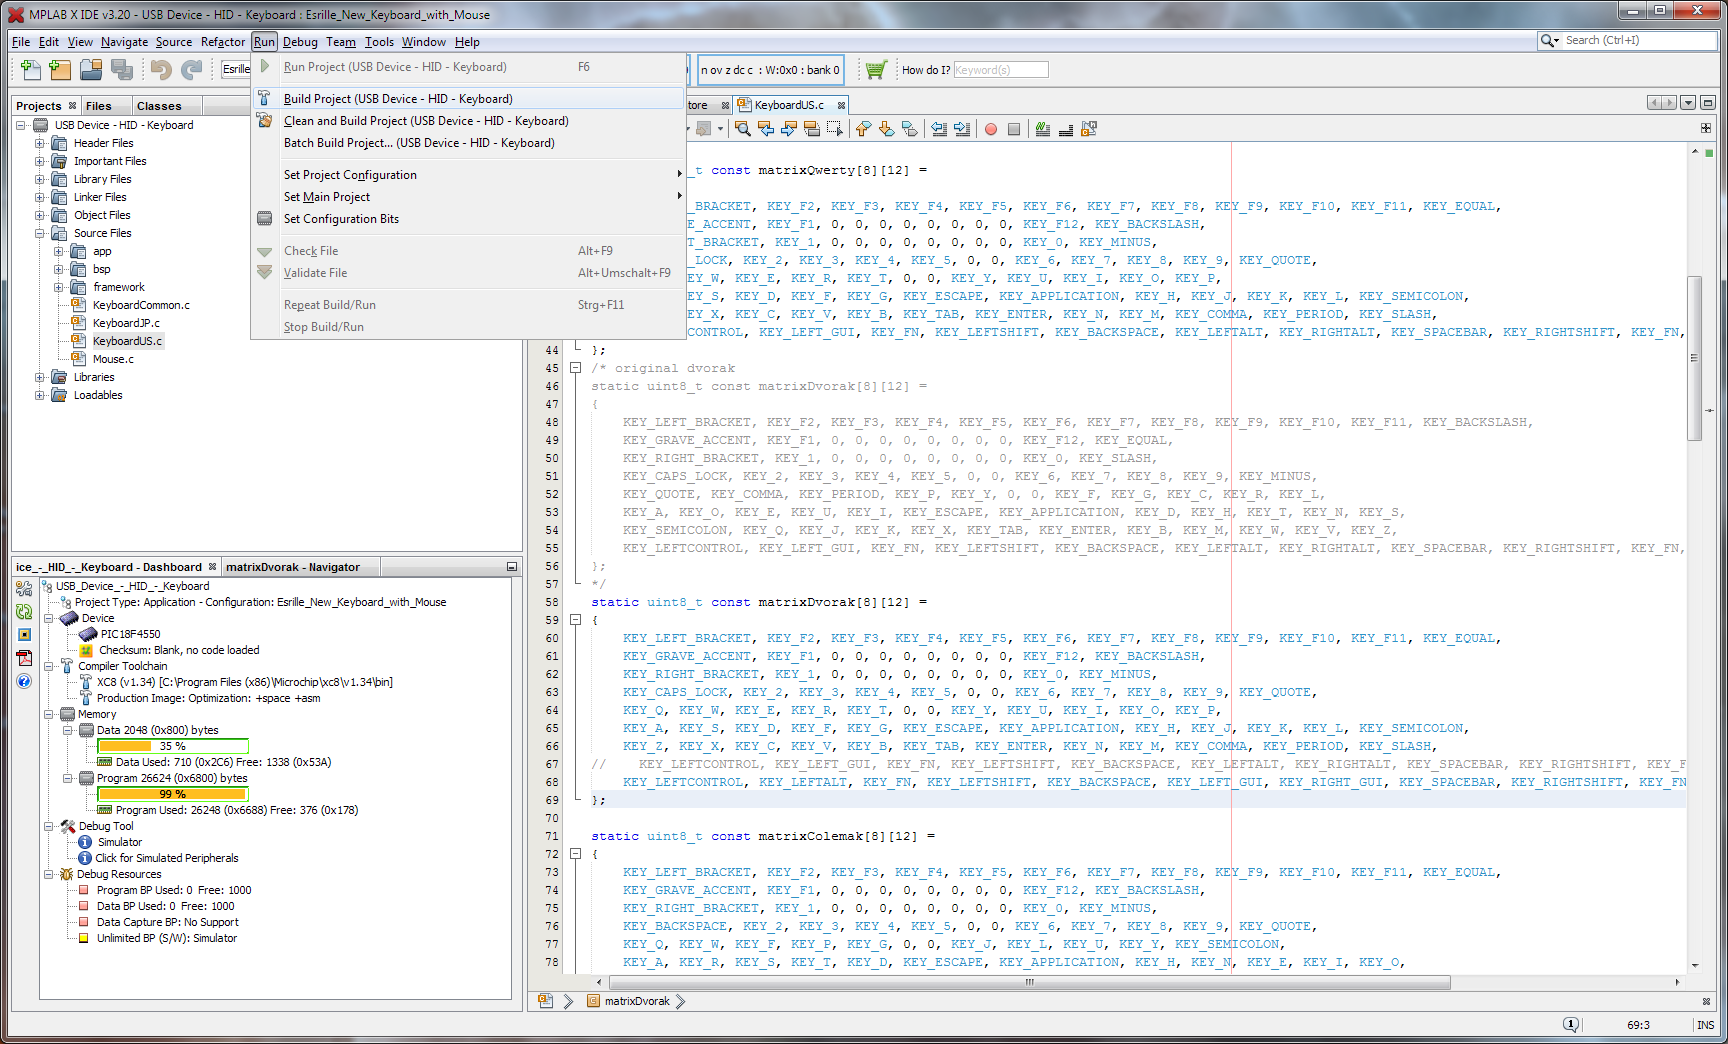 MPLAB X IDE v3.20 - USB Device - HID - Keyboard : Esrille_New_Keyboard_with_Mouse
File Edit View Navigate Source Refactor Run Debug Team Tools Window Help
Search (Ctrl+I)
Esrille
n ov z dc c : W:0x0 : bank 0
How do I? Keyword(s)
Run Project (USB Device - HID - Keyboard) F6
Build Project (USB Device - HID - Keyboard)
Clean and Build Project (USB Device - HID - Keyboard)
Batch Build Project... (USB Device - HID - Keyboard)
Set Project Configuration
Set Main Project
Set Configuration Bits
Check File Alt+F9
Validate File Alt+Umschalt+F9
Repeat Build/Run Strg+F11
Stop Build/Run
Projects Files Classes
USB Device - HID - Keyboard
Header Files
Important Files
Library Files
Linker Files
Object Files
Source Files
app
bsp
framework
KeyboardCommon.c
KeyboardJP.c
KeyboardUS.c
Mouse.c
Libraries
Loadables
ice_-_HID_-_Keyboard - Dashboard matrixDvorak - Navigator
USB_Device_-_HID_-_Keyboard
Project Type: Application - Configuration: Esrille_New_Keyboard_with_Mouse
Device
PIC18F4550
Checksum: Blank, no code loaded
Compiler Toolchain
XC8 (v1.34) [C:\Program Files (x86)\Microchip\xc8\v1.34\bin]
Production Image: Optimization: +space +asm
Memory
Data 2048 (0x800) bytes
35 %
Data Used: 710 (0x2C6) Free: 1338 (0x53A)
Program 26624 (0x6800) bytes
99 %
Program Used: 26248 (0x6688) Free: 376 (0x178)
Debug Tool
Simulator
Click for Simulated Peripherals
Debug Resources
Program BP Used: 0 Free: 1000
Data BP Used: 0 Free: 1000
Data Capture BP: No Support
Unlimited BP (S/W): Simulator
tore KeyboardUS.c
_t const matrixQwerty[8][12] =
BRACKET, KEY_F2, KEY_F3, KEY_F4, KEY_F5, KEY_F6, KEY_F7, KEY_F8, KEY_F9, KEY_F10, KEY_F11, KEY_EQUAL,
E_ACCENT, KEY_F1, 0, 0, 0, 0, 0, 0, 0, 0, KEY_F12, KEY_BACKSLASH,
T_BRACKET, KEY_1, 0, 0, 0, 0, 0, 0, 0, 0, KEY_0, KEY_MINUS,
_LOCK, KEY_2, KEY_3, KEY_4, KEY_5, 0, 0, KEY_6, KEY_7, KEY_8, KEY_9, KEY_QUOTE,
EY_W, KEY_E, KEY_R, KEY_T, 0, 0, KEY_Y, KEY_U, KEY_I, KEY_O, KEY_P,
EY_S, KEY_D, KEY_F, KEY_G, KEY_ESCAPE, KEY_APPLICATION, KEY_H, KEY_J, KEY_K, KEY_L, KEY_SEMICOLON,
EY_X, KEY_C, KEY_V, KEY_B, KEY_TAB, KEY_ENTER, KEY_N, KEY_M, KEY_COMMA, KEY_PERIOD, KEY_SLASH,
CONTROL, KEY_LEFT_GUI, KEY_FN, KEY_LEFTSHIFT, KEY_BACKSPACE, KEY_LEFTALT, KEY_RIGHTALT, KEY_SPACEBAR, KEY_RIGHTSHIFT, KEY_FN,
44 };
45 /* original dvorak
46 static uint8_t const matrixDvorak[8][12] =
47 {
48 KEY_LEFT_BRACKET, KEY_F2, KEY_F3, KEY_F4, KEY_F5, KEY_F6, KEY_F7, KEY_F8, KEY_F9, KEY_F10, KEY_F11, KEY_BACKSLASH,
49 KEY_GRAVE_ACCENT, KEY_F1, 0, 0, 0, 0, 0, 0, 0, 0, KEY_F12, KEY_EQUAL,
50 KEY_RIGHT_BRACKET, KEY_1, 0, 0, 0, 0, 0, 0, 0, 0, KEY_0, KEY_SLASH,
51 KEY_CAPS_LOCK, KEY_2, KEY_3, KEY_4, KEY_5, 0, 0, KEY_6, KEY_7, KEY_8, KEY_9, KEY_MINUS,
52 KEY_QUOTE, KEY_COMMA, KEY_PERIOD, KEY_P, KEY_Y, 0, 0, KEY_F, KEY_G, KEY_C, KEY_R, KEY_L,
53 KEY_A, KEY_O, KEY_E, KEY_U, KEY_I, KEY_ESCAPE, KEY_APPLICATION, KEY_D, KEY_H, KEY_T, KEY_N, KEY_S,
54 KEY_SEMICOLON, KEY_Q, KEY_J, KEY_K, KEY_X, KEY_TAB, KEY_ENTER, KEY_B, KEY_M, KEY_W, KEY_V, KEY_Z,
55 KEY_LEFTCONTROL, KEY_LEFT_GUI, KEY_FN, KEY_LEFTSHIFT, KEY_BACKSPACE, KEY_LEFTALT, KEY_RIGHTALT, KEY_SPACEBAR, KEY_RIGHTSHIFT, KEY_FN,
56 };
57 */
58 static uint8_t const matrixDvorak[8][12] =
59 {
60 KEY_LEFT_BRACKET, KEY_F2, KEY_F3, KEY_F4, KEY_F5, KEY_F6, KEY_F7, KEY_F8, KEY_F9, KEY_F10, KEY_F11, KEY_EQUAL,
61 KEY_GRAVE_ACCENT, KEY_F1, 0, 0, 0, 0, 0, 0, 0, 0, KEY_F12, KEY_BACKSLASH,
62 KEY_RIGHT_BRACKET, KEY_1, 0, 0, 0, 0, 0, 0, 0, 0, KEY_0, KEY_MINUS,
63 KEY_CAPS_LOCK, KEY_2, KEY_3, KEY_4, KEY_5, 0, 0, KEY_6, KEY_7, KEY_8, KEY_9, KEY_QUOTE,
64 KEY_Q, KEY_W, KEY_E, KEY_R, KEY_T, 0, 0, KEY_Y, KEY_U, KEY_I, KEY_O, KEY_P,
65 KEY_A, KEY_S, KEY_D, KEY_F, KEY_G, KEY_ESCAPE, KEY_APPLICATION, KEY_H, KEY_J, KEY_K, KEY_L, KEY_SEMICOLON,
66 KEY_Z, KEY_X, KEY_C, KEY_V, KEY_B, KEY_TAB, KEY_ENTER, KEY_N, KEY_M, KEY_COMMA, KEY_PERIOD, KEY_SLASH,
67 // KEY_LEFTCONTROL, KEY_LEFT_GUI, KEY_FN, KEY_LEFTSHIFT, KEY_BACKSPACE, KEY_LEFTALT, KEY_RIGHTALT, KEY_SPACEBAR, KEY_RIGHTSHIFT, KEY_F
68 KEY_LEFTCONTROL, KEY_LEFTALT, KEY_FN, KEY_LEFTSHIFT, KEY_BACKSPACE, KEY_LEFT_GUI, KEY_RIGHT_GUI, KEY_SPACEBAR, KEY_RIGHTSHIFT, KEY_FN
69 };
70
71 static uint8_t const matrixColemak[8][12] =
72 {
73 KEY_LEFT_BRACKET, KEY_F2, KEY_F3, KEY_F4, KEY_F5, KEY_F6, KEY_F7, KEY_F8, KEY_F9, KEY_F10, KEY_F11, KEY_EQUAL,
74 KEY_GRAVE_ACCENT, KEY_F1, 0, 0, 0, 0, 0, 0, 0, 0, KEY_F12, KEY_BACKSLASH,
75 KEY_RIGHT_BRACKET, KEY_1, 0, 0, 0, 0, 0, 0, 0, 0, KEY_0, KEY_MINUS,
76 KEY_BACKSPACE, KEY_2, KEY_3, KEY_4, KEY_5, 0, 0, KEY_6, KEY_7, KEY_8, KEY_9, KEY_QUOTE,
77 KEY_Q, KEY_W, KEY_F, KEY_P, KEY_G, 0, 0, KEY_J, KEY_L, KEY_U, KEY_Y, KEY_SEMICOLON,
78 KEY_A, KEY_R, KEY_S, KEY_T, KEY_D, KEY_ESCAPE, KEY_APPLICATION, KEY_H, KEY_N, KEY_E, KEY_I, KEY_O,
matrixDvorak
1 69:3 INS